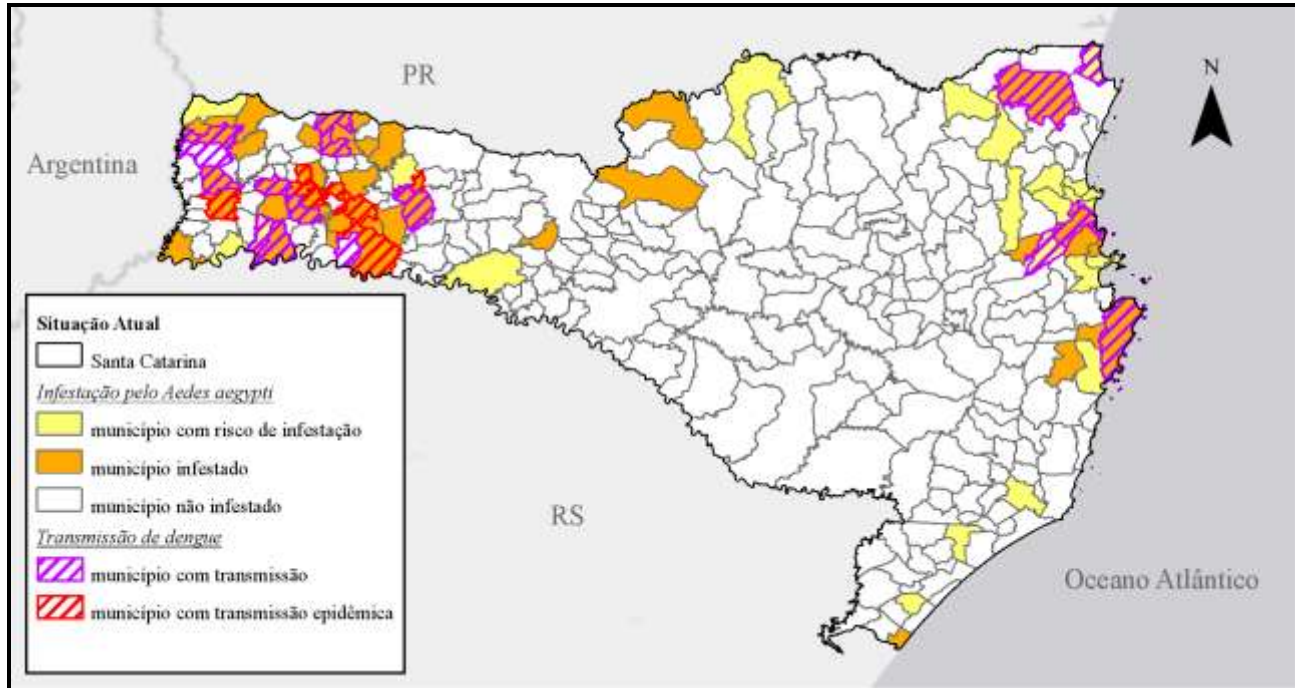 PR
N
Argentina
Situação Atual
Santa Catarina
Infestação pelo Aedes aegypti
município com risco de infestação
município infestado
município não infestado
Transmissão de dengue
município com transmissão
município com transmissão epidêmica
RS
Oceano Atlântico